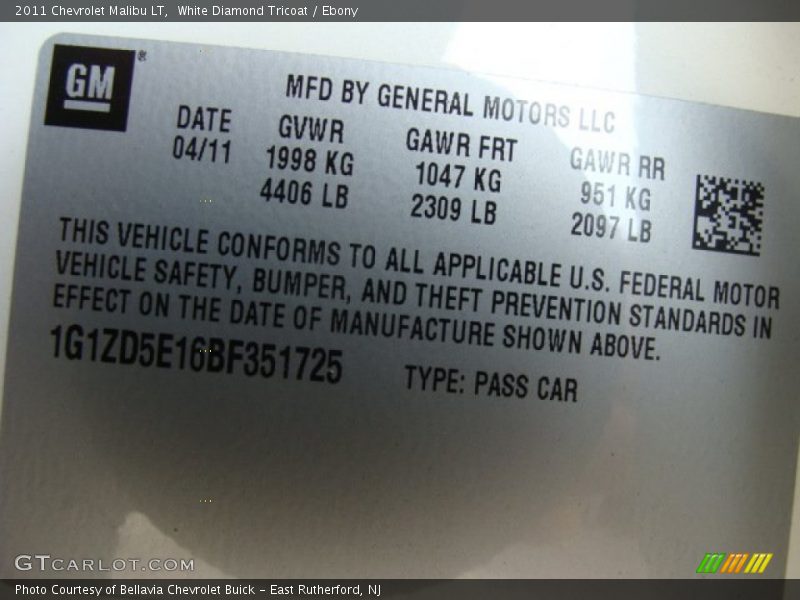 2011 Chevrolet Malibu LT, White Diamond Tricoat / Ebony
GM®
MFD BY GENERAL MOTORS LLC
DATE GVWR GAWR FRT GAWR RR
04/11 1998 KG 1047 KG 951 KG
4406 LB 2309 LB 2097 LB
THIS VEHICLE CONFORMS TO ALL APPLICABLE U.S. FEDERAL MOTOR
VEHICLE SAFETY, BUMPER, AND THEFT PREVENTION STANDARDS IN
EFFECT ON THE DATE OF MANUFACTURE SHOWN ABOVE.
1G1ZD5E16BF351725 TYPE: PASS CAR
GTCARLOT.COM
Photo Courtesy of Bellavia Chevrolet Buick - East Rutherford, NJ